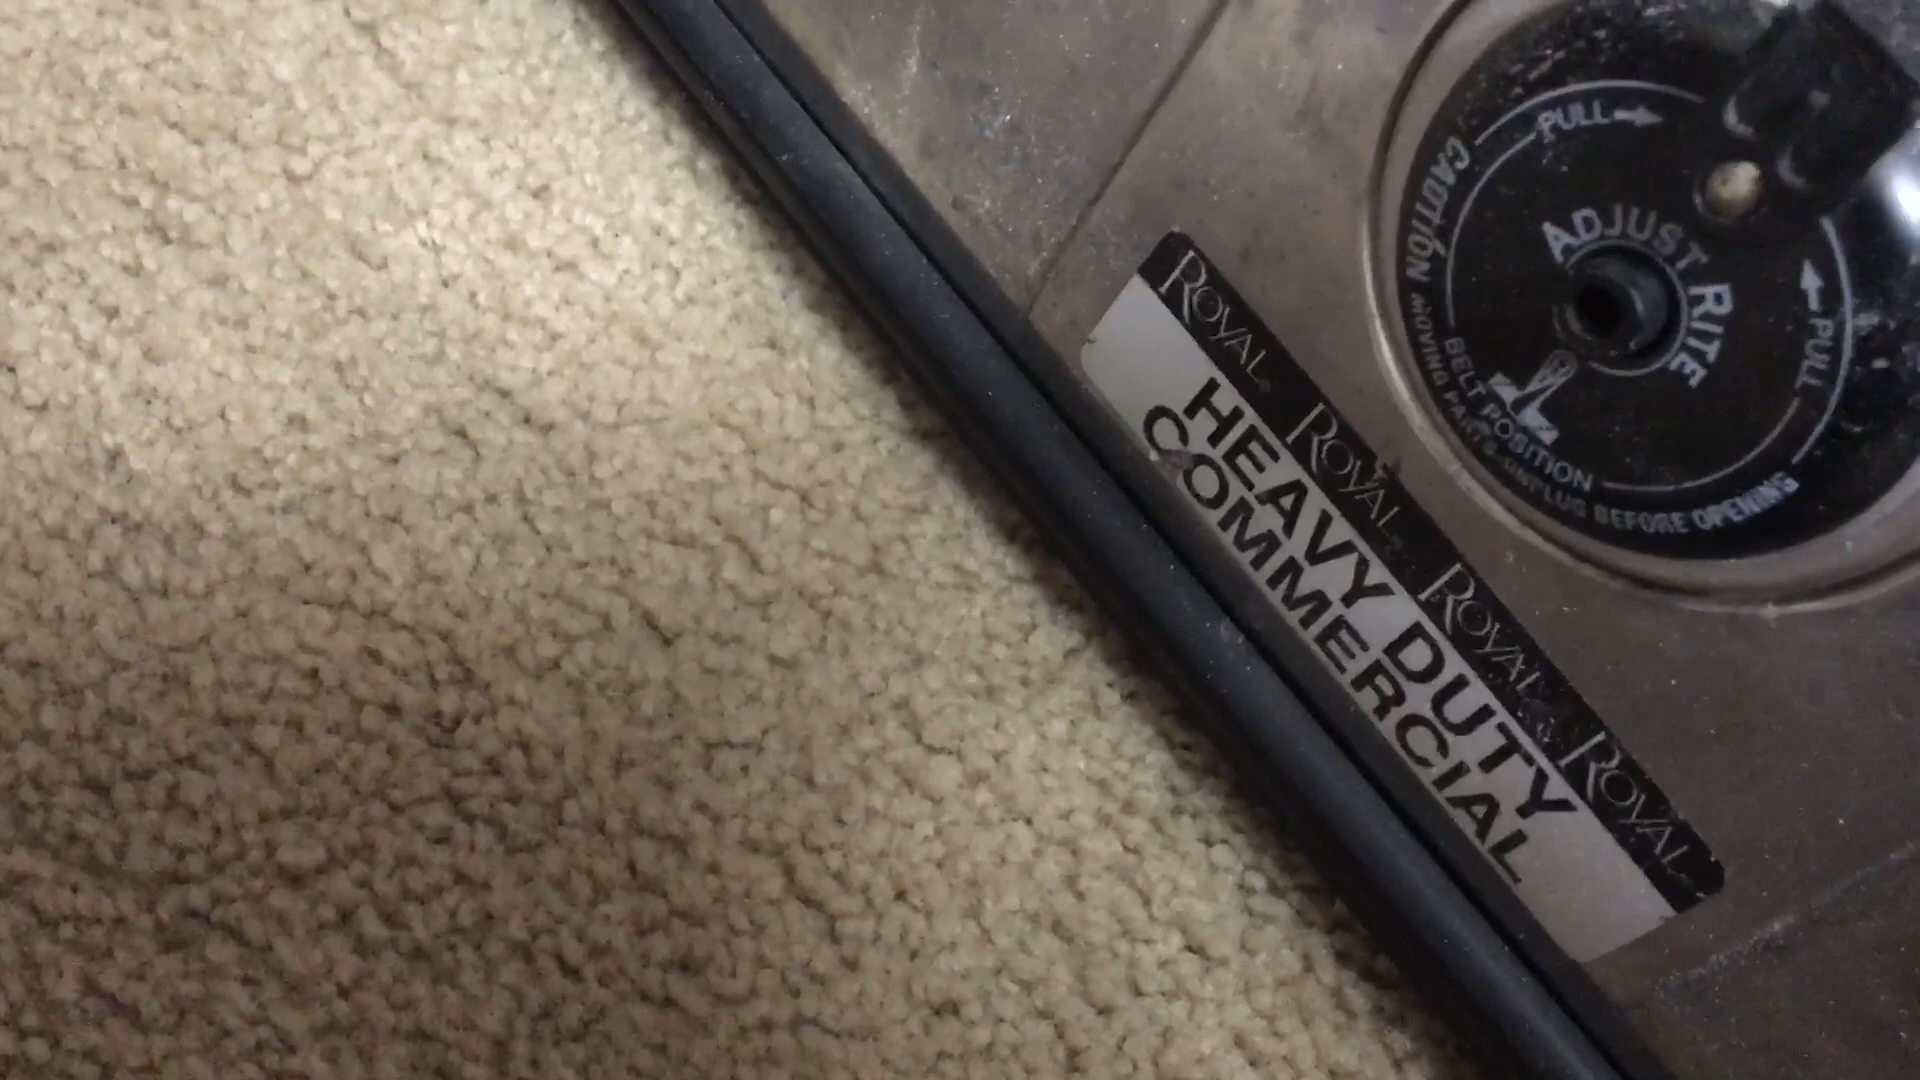 ROYAL ROYAL ROYAL ROYAL
HEAVY DUTY
COMMERCIAL
PULL
ADJUST RITE
PULL
BELT POSITION
CAUTION MOVING PARTS-UNPLUG BEFORE OPENING